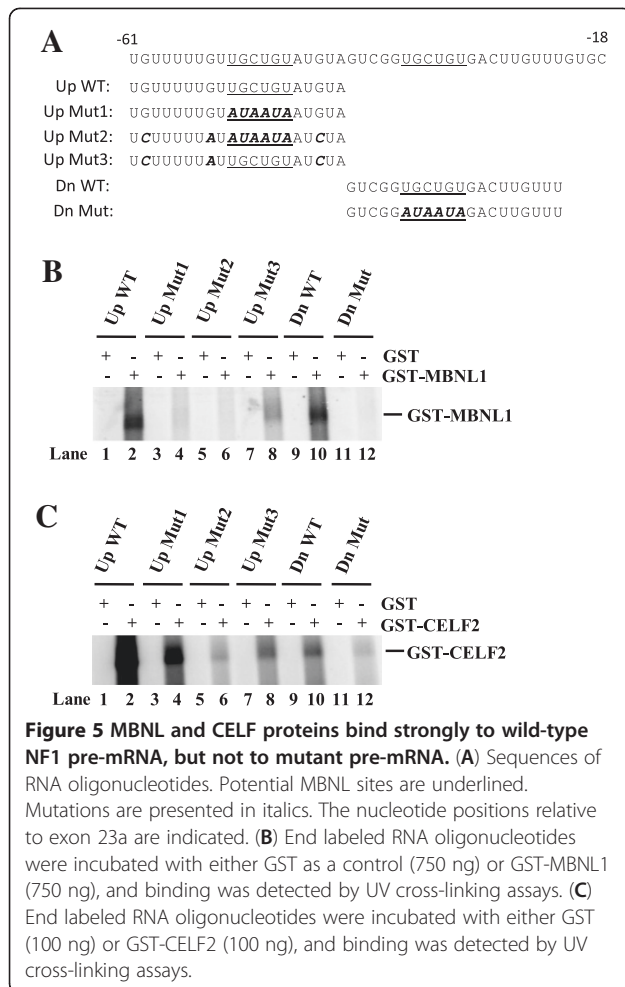 A
-61 -18
UGUUUUUGUUGCUGUAUGUAGUCGGUGCUGUGACUUGUUUGUGC
Up WT: UGUUUUUGUUGCUGUAUGUA
Up Mut1: UGUUUUUGUAUAAUAAUGUA
Up Mut2: UCUUUUUAUAUAAUAAUCUA
Up Mut3: UCUUUUUAUUGCUGUAUCUA
Dn WT: GUCGGUGCUGUGACUUGUUU
Dn Mut: GUCGGAUAAUAGACUUGUUU
B
Up WT Up Mut1 Up Mut2 Up Mut3 Dn WT Dn Mut
+ - + - + - + - + - + - GST
- + - + - + - + - + - + GST-MBNL1
GST-MBNL1
Lane 1 2 3 4 5 6 7 8 9 10 11 12
C
Up WT Up Mut1 Up Mut2 Up Mut3 Dn WT Dn Mut
+ - + - + - + - + - + - GST
- + - + - + - + - + - + GST-CELF2
GST-CELF2
Lane 1 2 3 4 5 6 7 8 9 10 11 12
Figure 5 MBNL and CELF proteins bind strongly to wild-type
NF1 pre-mRNA, but not to mutant pre-mRNA. (A) Sequences of
RNA oligonucleotides. Potential MBNL sites are underlined.
Mutations are presented in italics. The nucleotide positions relative
to exon 23a are indicated. (B) End labeled RNA oligonucleotides
were incubated with either GST as a control (750 ng) or GST-MBNL1
(750 ng), and binding was detected by UV cross-linking assays. (C)
End labeled RNA oligonucleotides were incubated with either GST
(100 ng) or GST-CELF2 (100 ng), and binding was detected by UV
cross-linking assays.